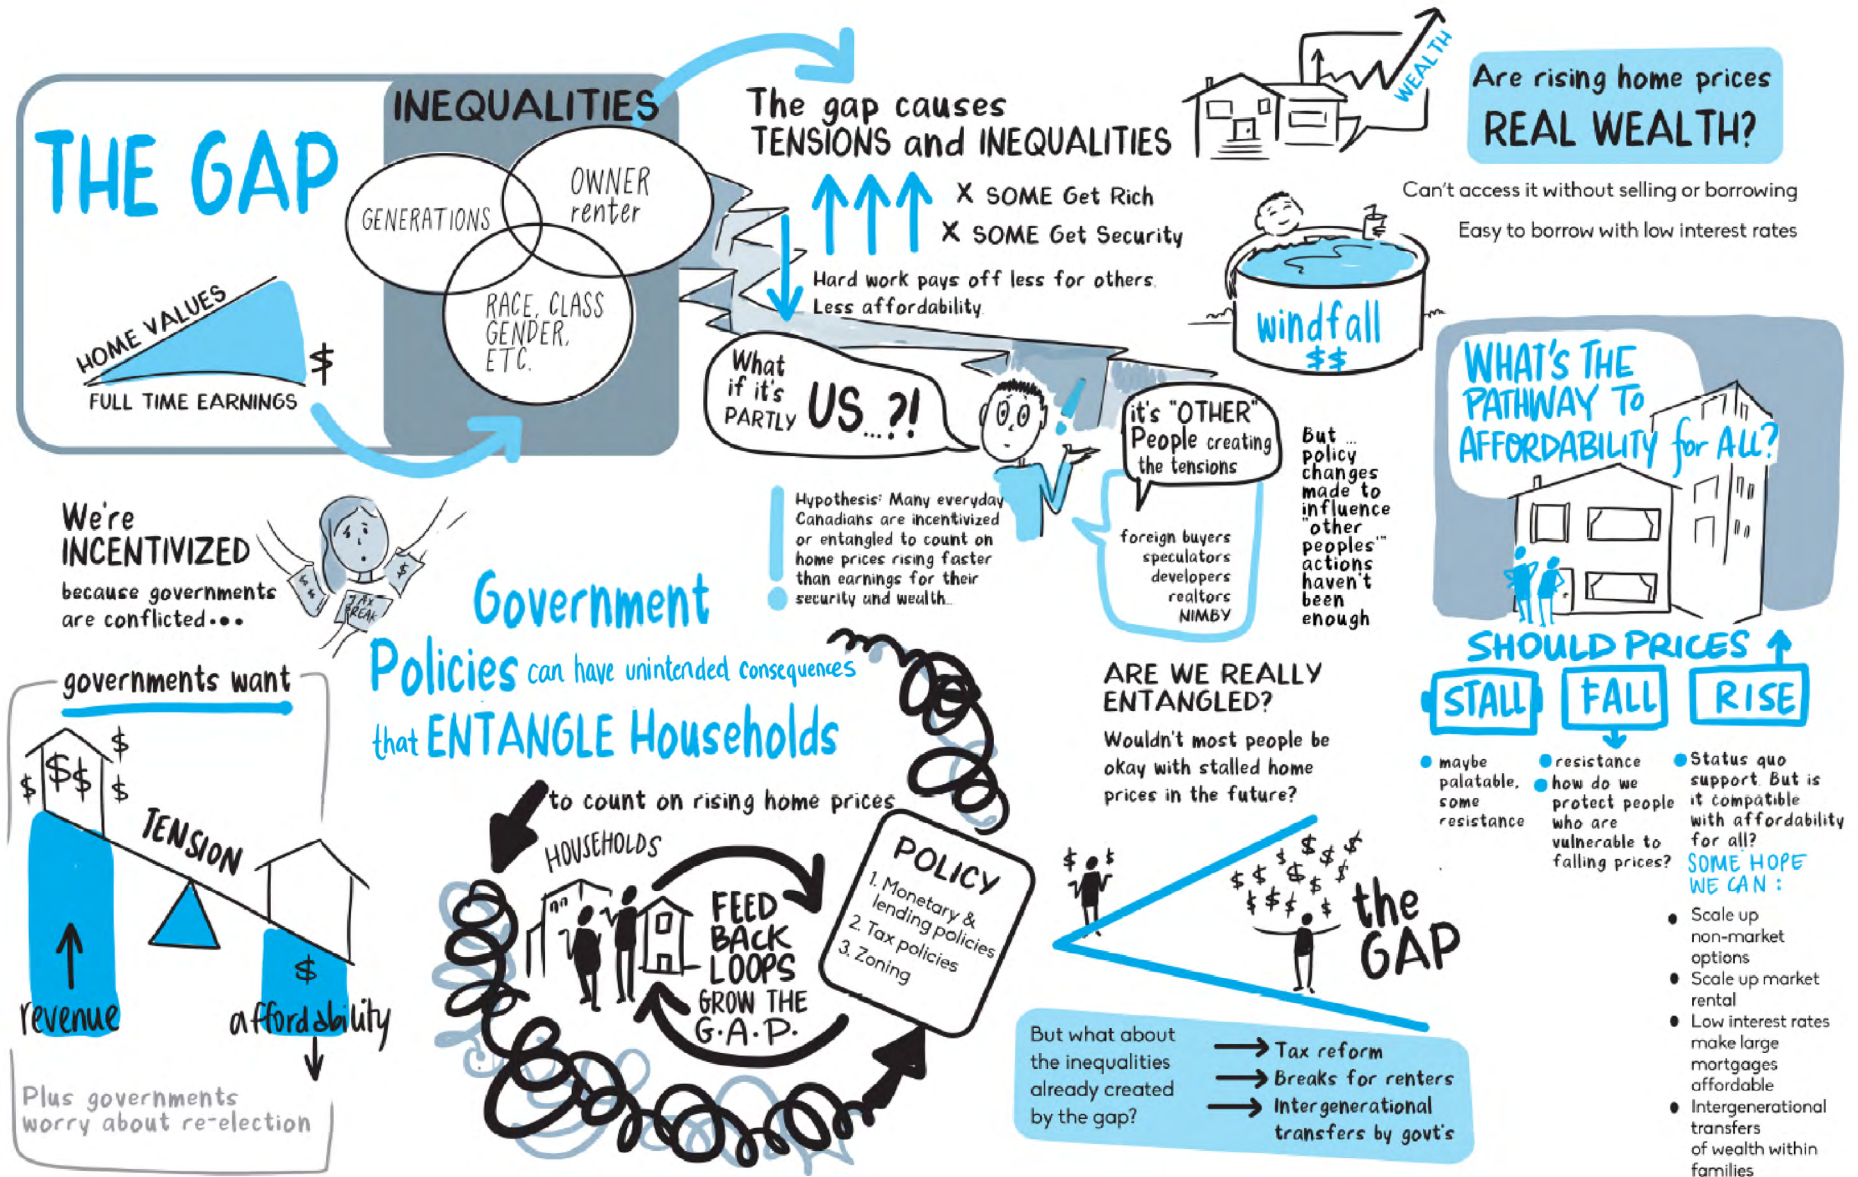 THE GAP
HOME VALUES
$
FULL TIME EARNINGS
INEQUALITIES
GENERATIONS
OWNER
renter
RACE, CLASS
GENDER,
ETC.
The gap causes
TENSIONS and INEQUALITIES
X SOME Get Rich
X SOME Get Security
Hard work pays off less for others.
Less affordability.
WEALTH
Are rising home prices
REAL WEALTH?
Can't access it without selling or borrowing
Easy to borrow with low interest rates
windfall
$$
What
if it's
PARTLY
US...?!
it's "OTHER"
People creating
the tensions
foreign buyers
speculators
developers
realtors
NIMBY
Hypothesis: Many everyday
Canadians are incentivized
or entangled to count on
home prices rising faster
than earnings for their
security and wealth...
But ...
policy
changes
made to
influence
"other
peoples'"
actions
haven't
been
enough
WHAT'S THE
PATHWAY TO
AFFORDABILITY for ALL?
SHOULD PRICES
STALL
FALL
RISE
maybe
palatable,
some
resistance
resistance
how do we
protect people
who are
vulnerable to
falling prices?
Status quo
support. But is
it compatible
with affordability
for all?
SOME HOPE
WE CAN:
Scale up
non-market
options
Scale up market
rental
Low interest rates
make large
mortgages
affordable
Intergenerational
transfers
of wealth within
families
We're
INCENTIVIZED
because governments
are conflicted...
$
$
TAX
BREAK
governments want
$
$$
$
$
TENSION
$
revenue
affordability
Plus governments
worry about re-election
Government
Policies can have unintended consequences
that ENTANGLE Households
to count on rising home prices
HOUSEHOLDS
FEED
BACK
LOOPS
GROW THE
G.A.P.
POLICY
1. Monetary &
lending policies
2. Tax policies
3. Zoning
ARE WE REALLY
ENTANGLED?
Wouldn't most people be
okay with stalled home
prices in the future?
$ $
$ $ $ $
$ $ $ $
$ $ $ $
the
GAP
But what about
the inequalities
already created
by the gap?
Tax reform
Breaks for renters
Intergenerational
transfers by govt's